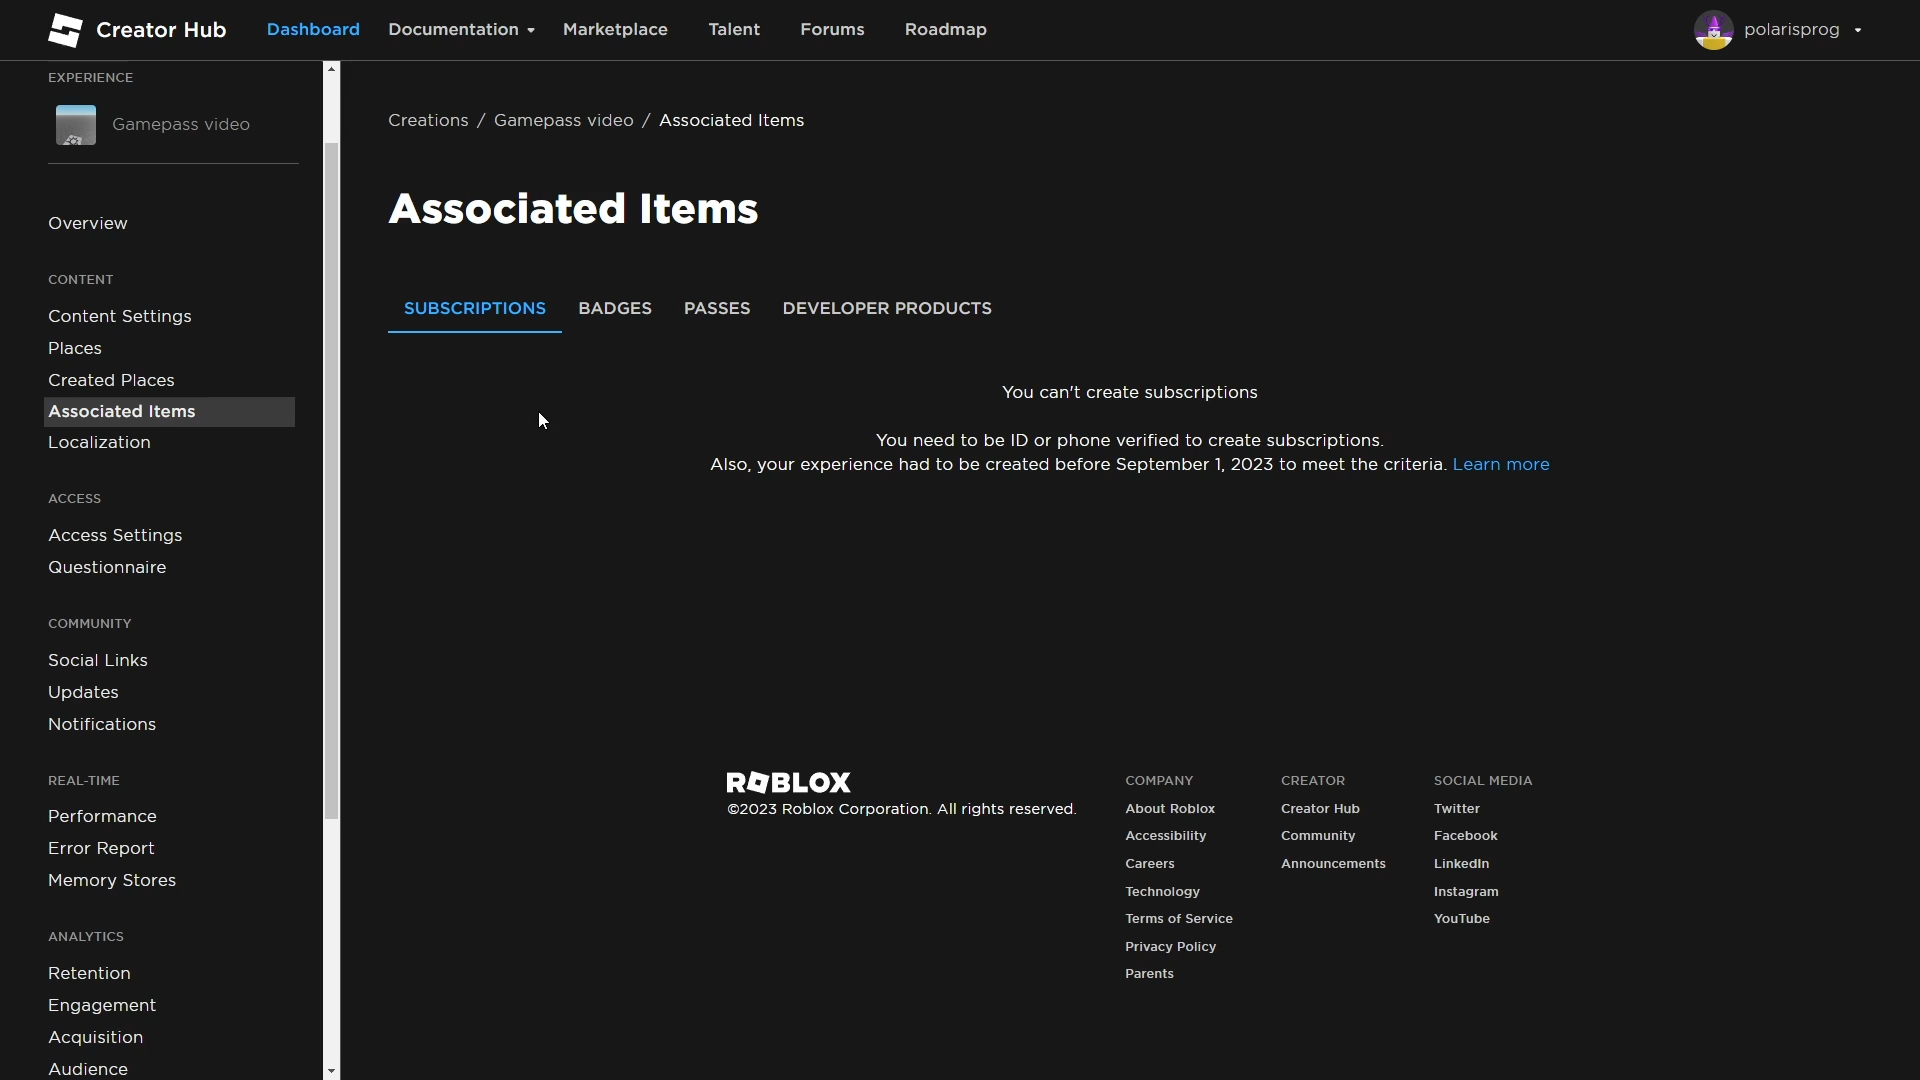 Creator Hub
Dashboard
Documentation
Marketplace
Talent
Forums
Roadmap
polarisprog
EXPERIENCE
Gamepass video
Overview
CONTENT
Content Settings
Places
Created Places
Associated Items
Localization
ACCESS
Access Settings
Questionnaire
COMMUNITY
Social Links
Updates
Notifications
REAL-TIME
Performance
Error Report
Memory Stores
ANALYTICS
Retention
Engagement
Acquisition
Audience
Creations / Gamepass video / Associated Items
Associated Items
SUBSCRIPTIONS
BADGES
PASSES
DEVELOPER PRODUCTS
You can't create subscriptions
You need to be ID or phone verified to create subscriptions.
Also, your experience had to be created before September 1, 2023 to meet the criteria. Learn more
ROBLOX
©2023 Roblox Corporation. All rights reserved.
COMPANY
About Roblox
Accessibility
Careers
Technology
Terms of Service
Privacy Policy
Parents
CREATOR
Creator Hub
Community
Announcements
SOCIAL MEDIA
Twitter
Facebook
LinkedIn
Instagram
YouTube